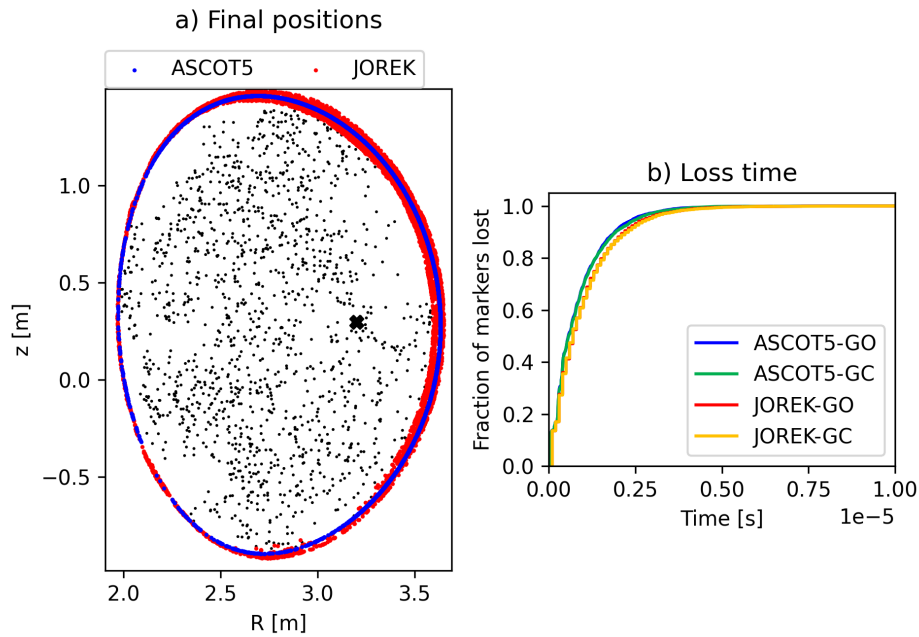 a) Final positions
ASCOT5 JOREK
1.0
0.5
0.0
−0.5
z [m]
2.0 2.5 3.0 3.5
R [m]
b) Loss time
1.0
0.8
0.6
0.4
0.2
0.0
Fraction of markers lost
ASCOT5-GO
ASCOT5-GC
JOREK-GO
JOREK-GC
0.00 0.25 0.50 0.75 1.00
Time [s] 1e−5